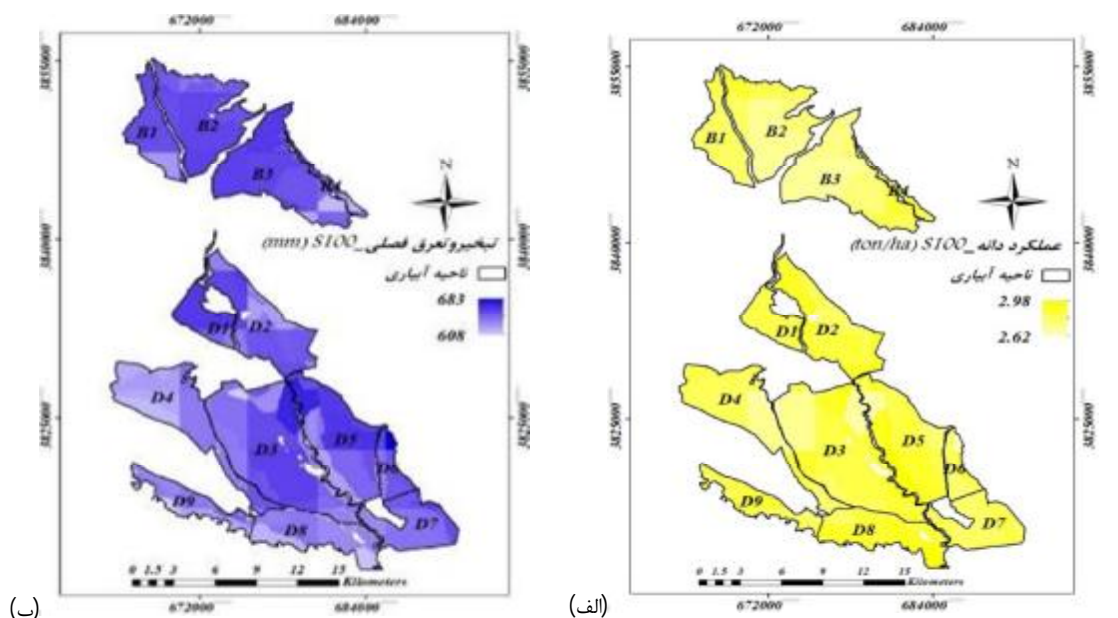 672000 684000
3855000
3840000
3825000
B1
B2
B3
B4
تبخیروتعرق فصلی_S100 (mm)
ناحیه آبیاری
683
608
D1
D2
D4
D3
D5
D6
D9
D8
D7
0 1.5 3 6 9 12 15
Kilometers
672000 684000
(ب)
672000 684000
3855000
3840000
3825000
B1
B2
B3
B4
عملکرد دانه_S100 (ton/ha)
ناحیه آبیاری
2.98
2.62
D1
D2
D4
D3
D5
D6
D9
D8
D7
0 1.5 3 6 9 12 15
Kilometers
672000 684000
(الف)